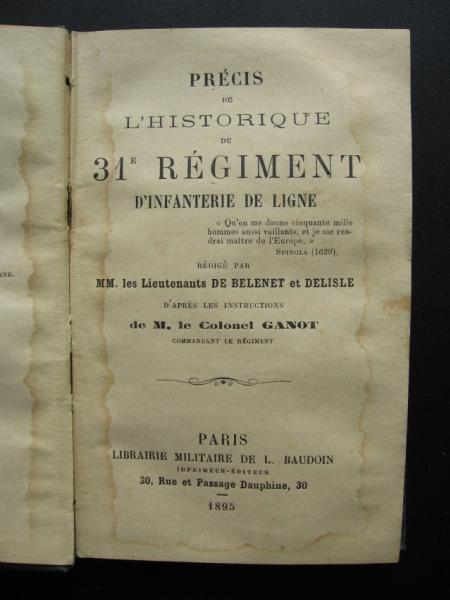 INE.
PRÉCIS
DE
L'HISTORIQUE
DU
31E RÉGIMENT
D'INFANTERIE DE LIGNE
« Qu'on me donne cinquante mille
hommes aussi vaillants, et je me ren-
drai maître de l'Europe. »
SPINOLA (1629).
RÉDIGÉ PAR
MM. les Lieutenants DE BELENET et DELISLE
D'APRÈS LES INSTRUCTIONS
de M. le Colonel GANOT
COMMANDANT LE RÉGIMENT
PARIS
LIBRAIRIE MILITAIRE DE L. BAUDOIN
IMPRIMEUR-ÉDITEUR
30, Rue et Passage Dauphine, 30
1895